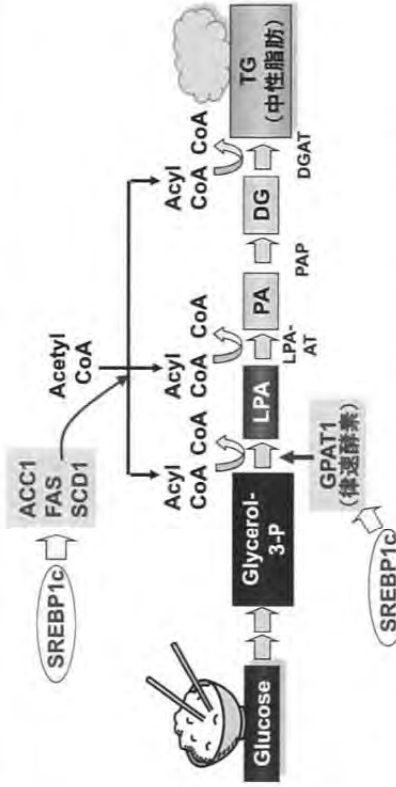 SREBP1c
ACC1
FAS
SCD1
Acetyl
CoA
Acyl
CoA
CoA
Acyl
CoA
CoA
Acyl
CoA
CoA
Glucose
Glycerol-
3-P
LPA
PA
DG
TG
(中性脂肪)
GPAT1
(律速酵素)
LPA-
AT
PAP
DGAT
SREBP1c